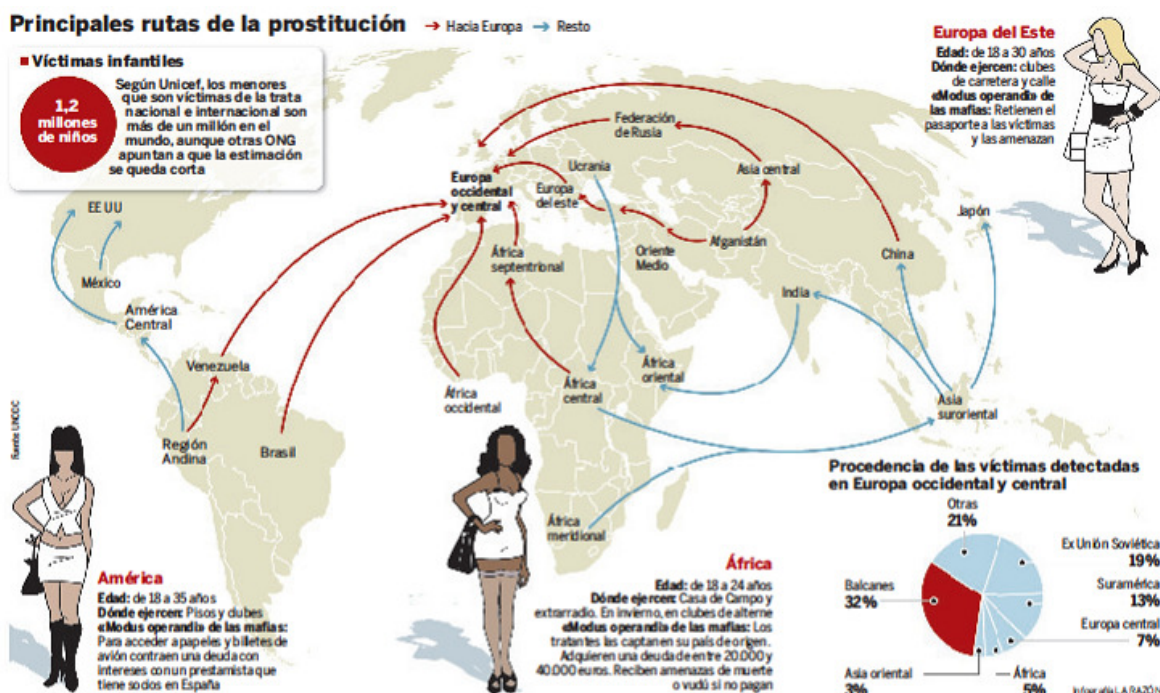 Principales rutas de la prostitución
Hacia Europa
Resto
Víctimas infantiles
1,2
millones
de niños
Según Unicef, los menores
que son víctimas de la trata
nacional e internacional son
más de un millón en el
mundo, aunque otras ONG
apuntan a que la estimación
se queda corta
Europa del Este
Edad: de 18 a 30 años
Dónde ejercen: clubes
de carretera y calle
«Modus operandi» de
las mafias: Retienen el
pasaporte a las víctimas
y las amenazan
EE UU
México
América
Central
Venezuela
Región
Andina
Brasil
Europa
occidental
y central
Federación
de Rusia
Ucrania
Europa
del este
Asia central
Afganistán
Oriente
Medio
África
septentrional
África
occidental
África
central
África
oriental
África
meridional
India
China
Japón
Asia
suroriental
América
Edad: de 18 a 35 años
Dónde ejercen: Pisos y clubes
«Modus operandi» de las mafias:
Para acceder a papeles y billetes de
avión contraen una deuda con
intereses con un prestamista que
tiene socios en España
África
Edad: de 18 a 24 años
Dónde ejercen: Casa de Campo y
extrarradio. En invierno, en clubes de alterne
«Modus operandi» de las mafias: Los
tratantes las captan en su país de origen.
Adquieren una deuda de entre 20.000 y
40.000 euros. Reciben amenazas de muerte
o vudú si no pagan
Procedencia de las víctimas detectadas
en Europa occidental y central
Otras
21%
Ex Unión Soviética
19%
Suramérica
13%
Europa central
7%
África
5%
Asia oriental
3%
Balcanes
32%
Infografía LA RAZÓN